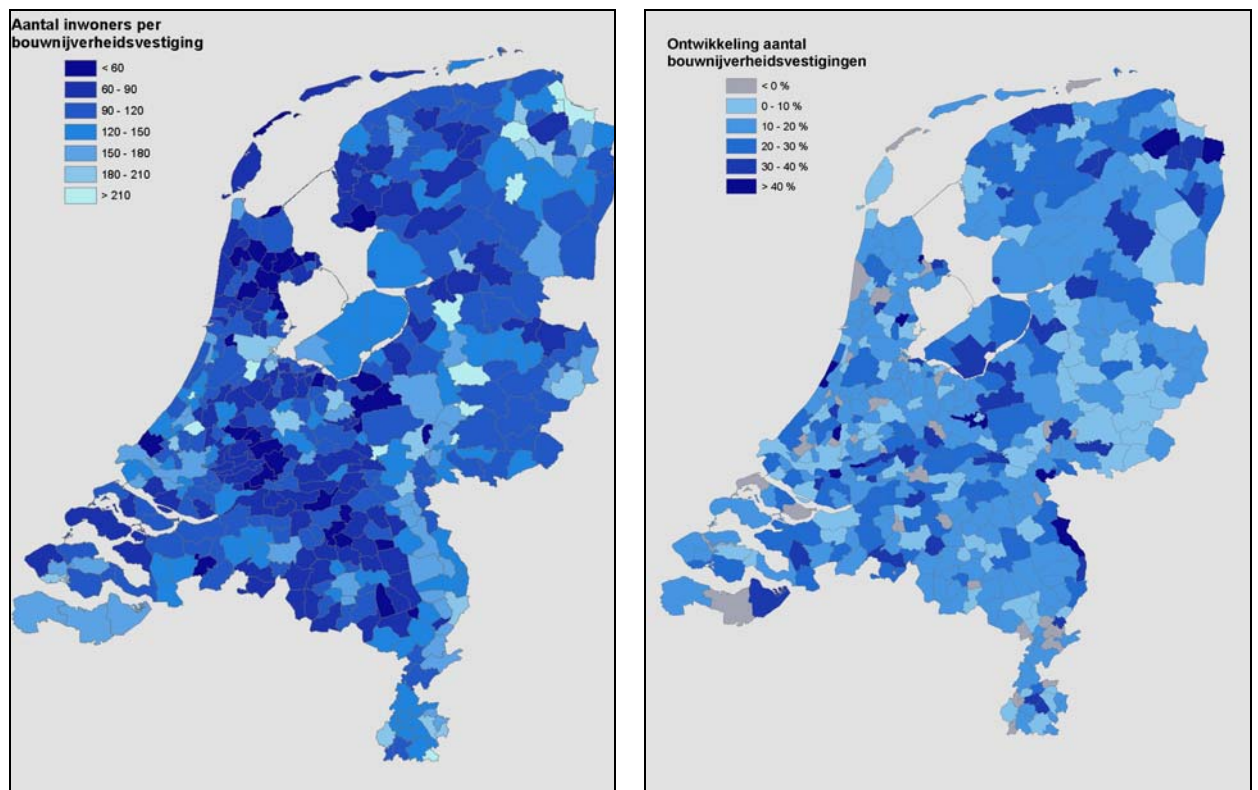 Aantal inwoners per
bouwnijverheidsvestiging
< 60
60 - 90
90 - 120
120 - 150
150 - 180
180 - 210
> 210
Ontwikkeling aantal
bouwnijverheidsvestigingen
< 0 %
0 - 10 %
10 - 20 %
20 - 30 %
30 - 40 %
> 40 %